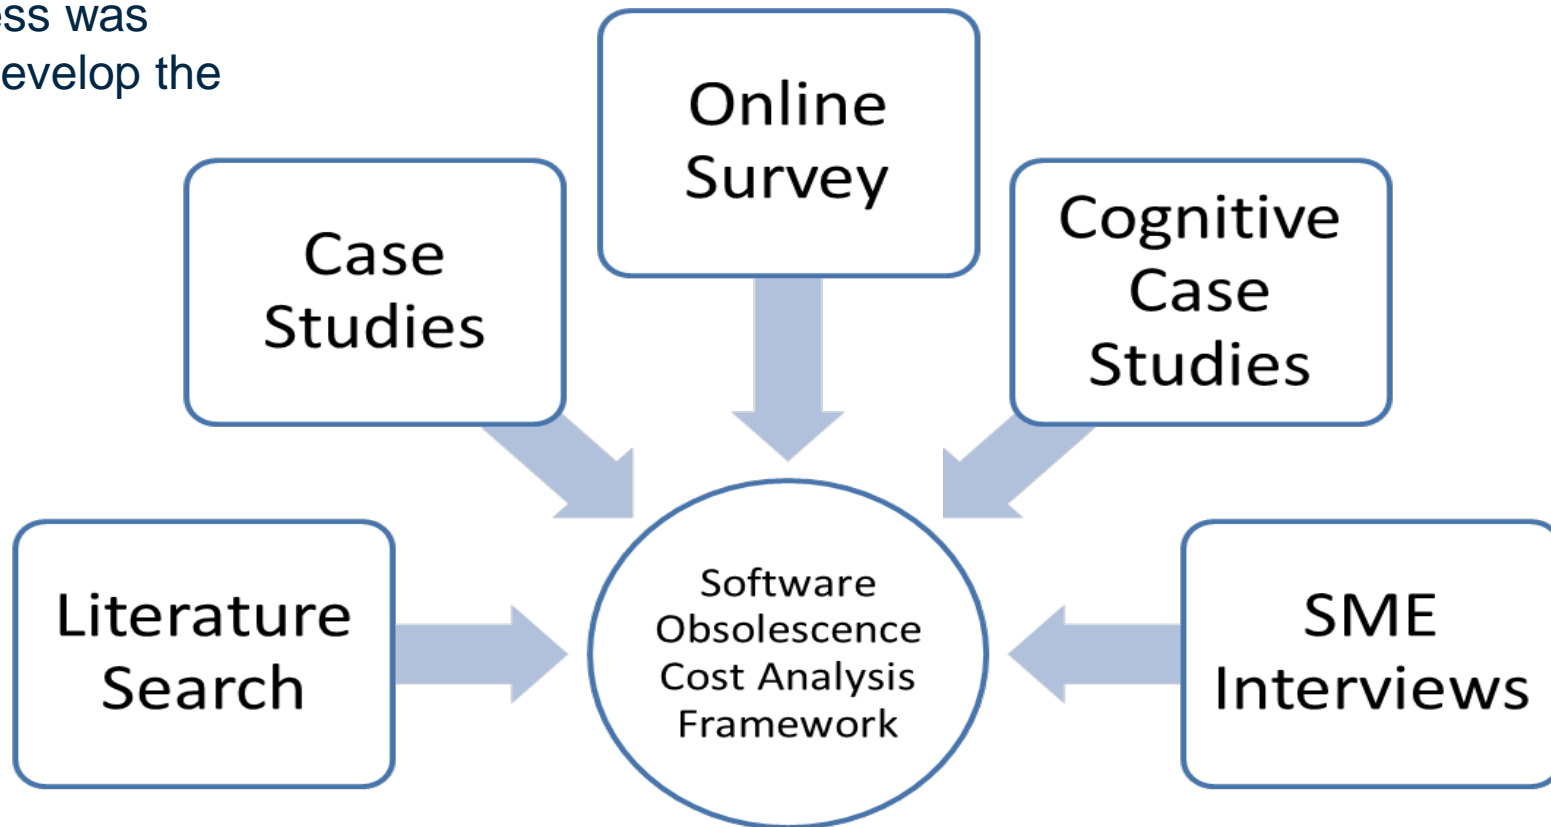 ess was
evelop the
Online
Survey
Case
Studies
Cognitive
Case
Studies
Literature
Search
Software
Obsolescence
Cost Analysis
Framework
SME
Interviews